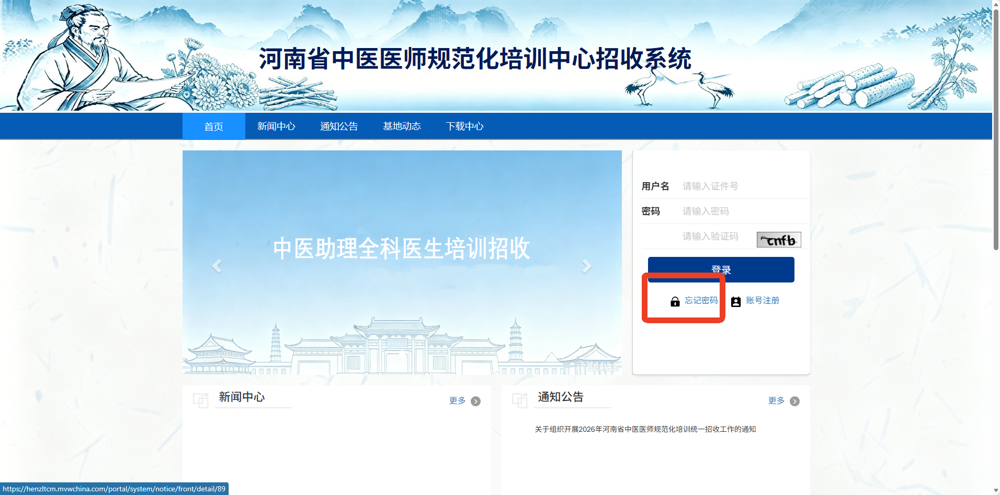 河南省中医医师规范化培训中心招收系统
首页 新闻中心 通知公告 基地动态 下载中心
中医助理全科医生培训招收
用户名 请输入证件号
密码 请输入密码
请输入验证码 cnfb
登录
忘记密码 账号注册
新闻中心 更多
通知公告 更多
关于组织开展2026年河南省中医医师规范化培训统一招收工作的通知
https://henzltcm.mvwchina.com/portal/system/notice/front/detail/89